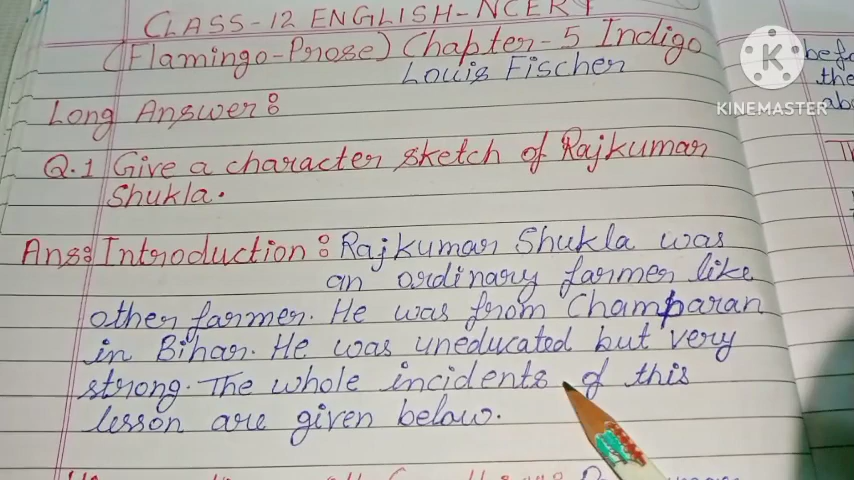 CLASS-12 ENGLISH-NCERT
(Flamingo-Prose) Chapter-5 Indigo
Louis Fischer
Long Answer:
Q.1 Give a character sketch of Rajkumar
Shukla.
Ans: Introduction: Rajkumar Shukla was
an ordinary farmer like
other farmer. He was from Champaran
in Bihar. He was uneducated but very
strong. The whole incidents of this
lesson are given below.
KINEMASTER
the